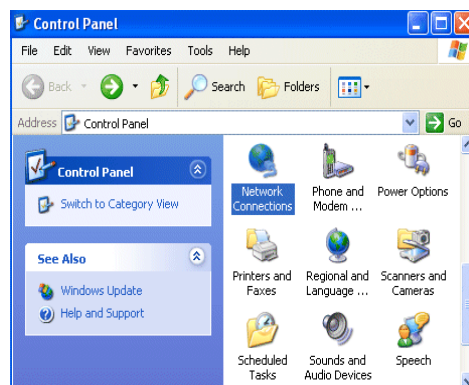 Control Panel
File Edit View Favorites Tools Help
Back Search Folders
Address Control Panel Go
Control Panel
Switch to Category View
See Also
Windows Update
Help and Support
Network Connections
Phone and Modem ...
Power Options
Printers and Faxes
Regional and Language ...
Scanners and Cameras
Scheduled Tasks
Sounds and Audio Devices
Speech